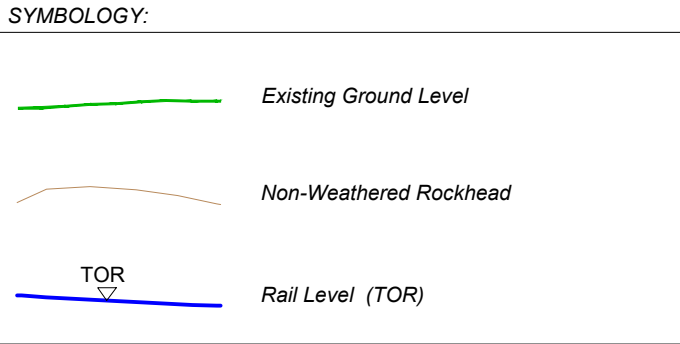 SYMBOLOGY:
Existing Ground Level
Non-Weathered Rockhead
TOR
Rail Level (TOR)